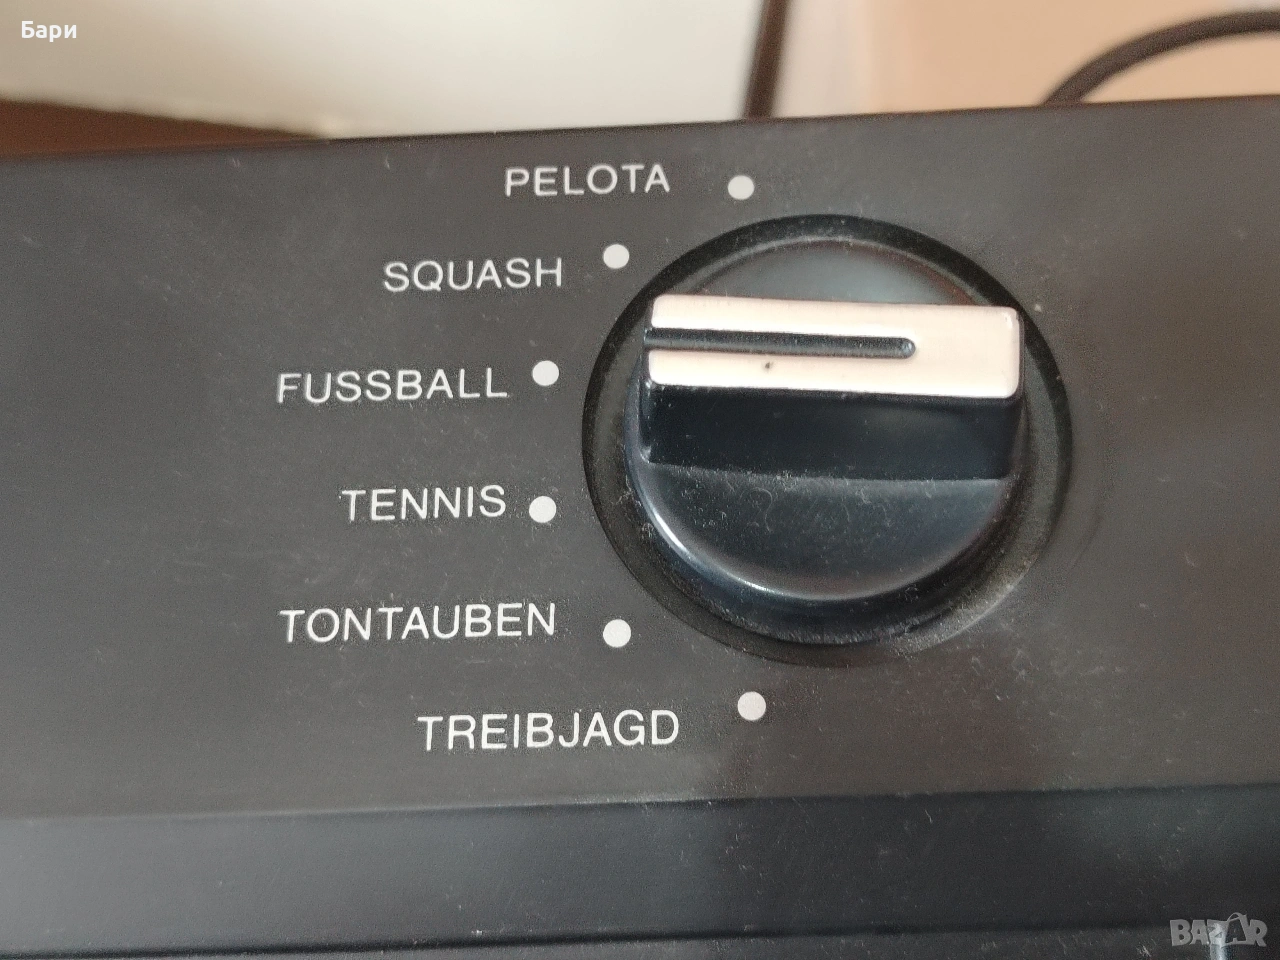 Бари
PELOTA
SQUASH
FUSSBALL
TENNIS
TONTAUBEN
TREIBJAGD
BAZAR